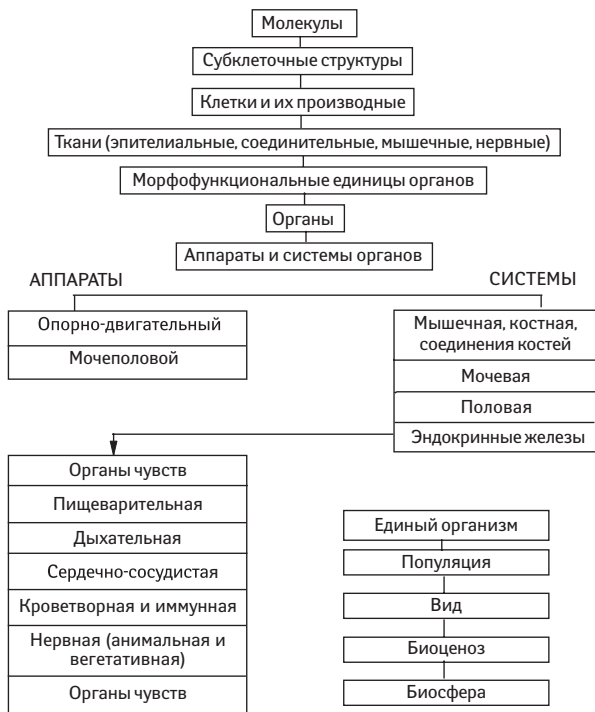 Молекулы
Субклеточные структуры
Клетки и их производные
Ткани (эпителиальные, соединительные, мышечные, нервные)
Морфофункциональные единицы органов
Органы
Аппараты и системы органов
АППАРАТЫ
СИСТЕМЫ
Опорно-двигательный
Мочеполовой
Мышечная, костная,
соединения костей
Мочевая
Половая
Эндокринные железы
Органы чувств
Пищеварительная
Дыхательная
Сердечно-сосудистая
Кроветворная и иммунная
Нервная (анимальная и
вегетативная)
Органы чувств
Единый организм
Популяция
Вид
Биоценоз
Биосфера